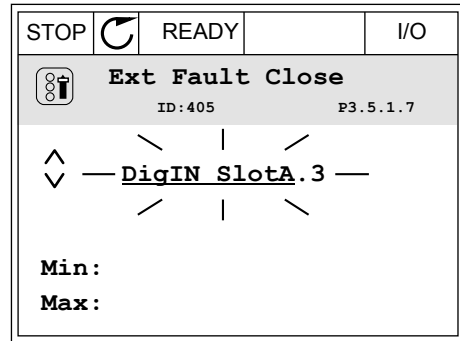 STOP READY I/O
Ext Fault Close
ID:405 P3.5.1.7
DigIN SlotA.3
Min:
Max: